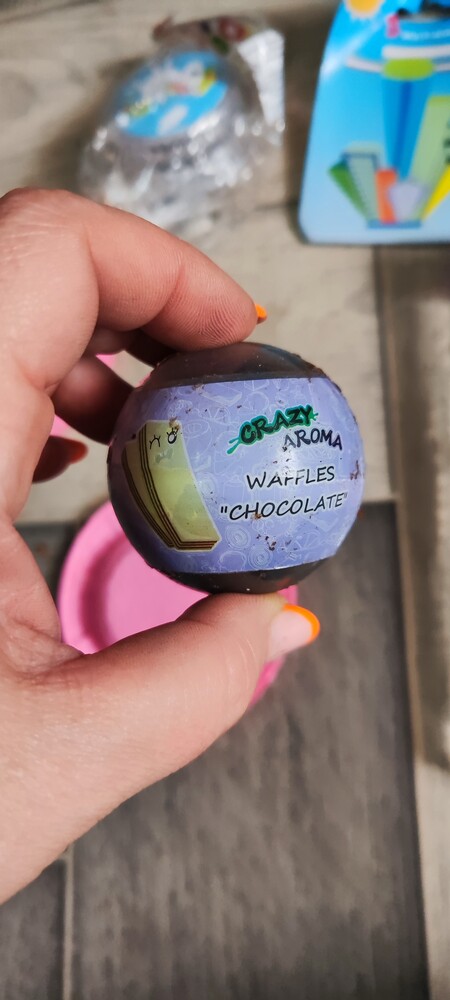 CRAZY
AROMA
WAFFLES
"CHOCOLATE"